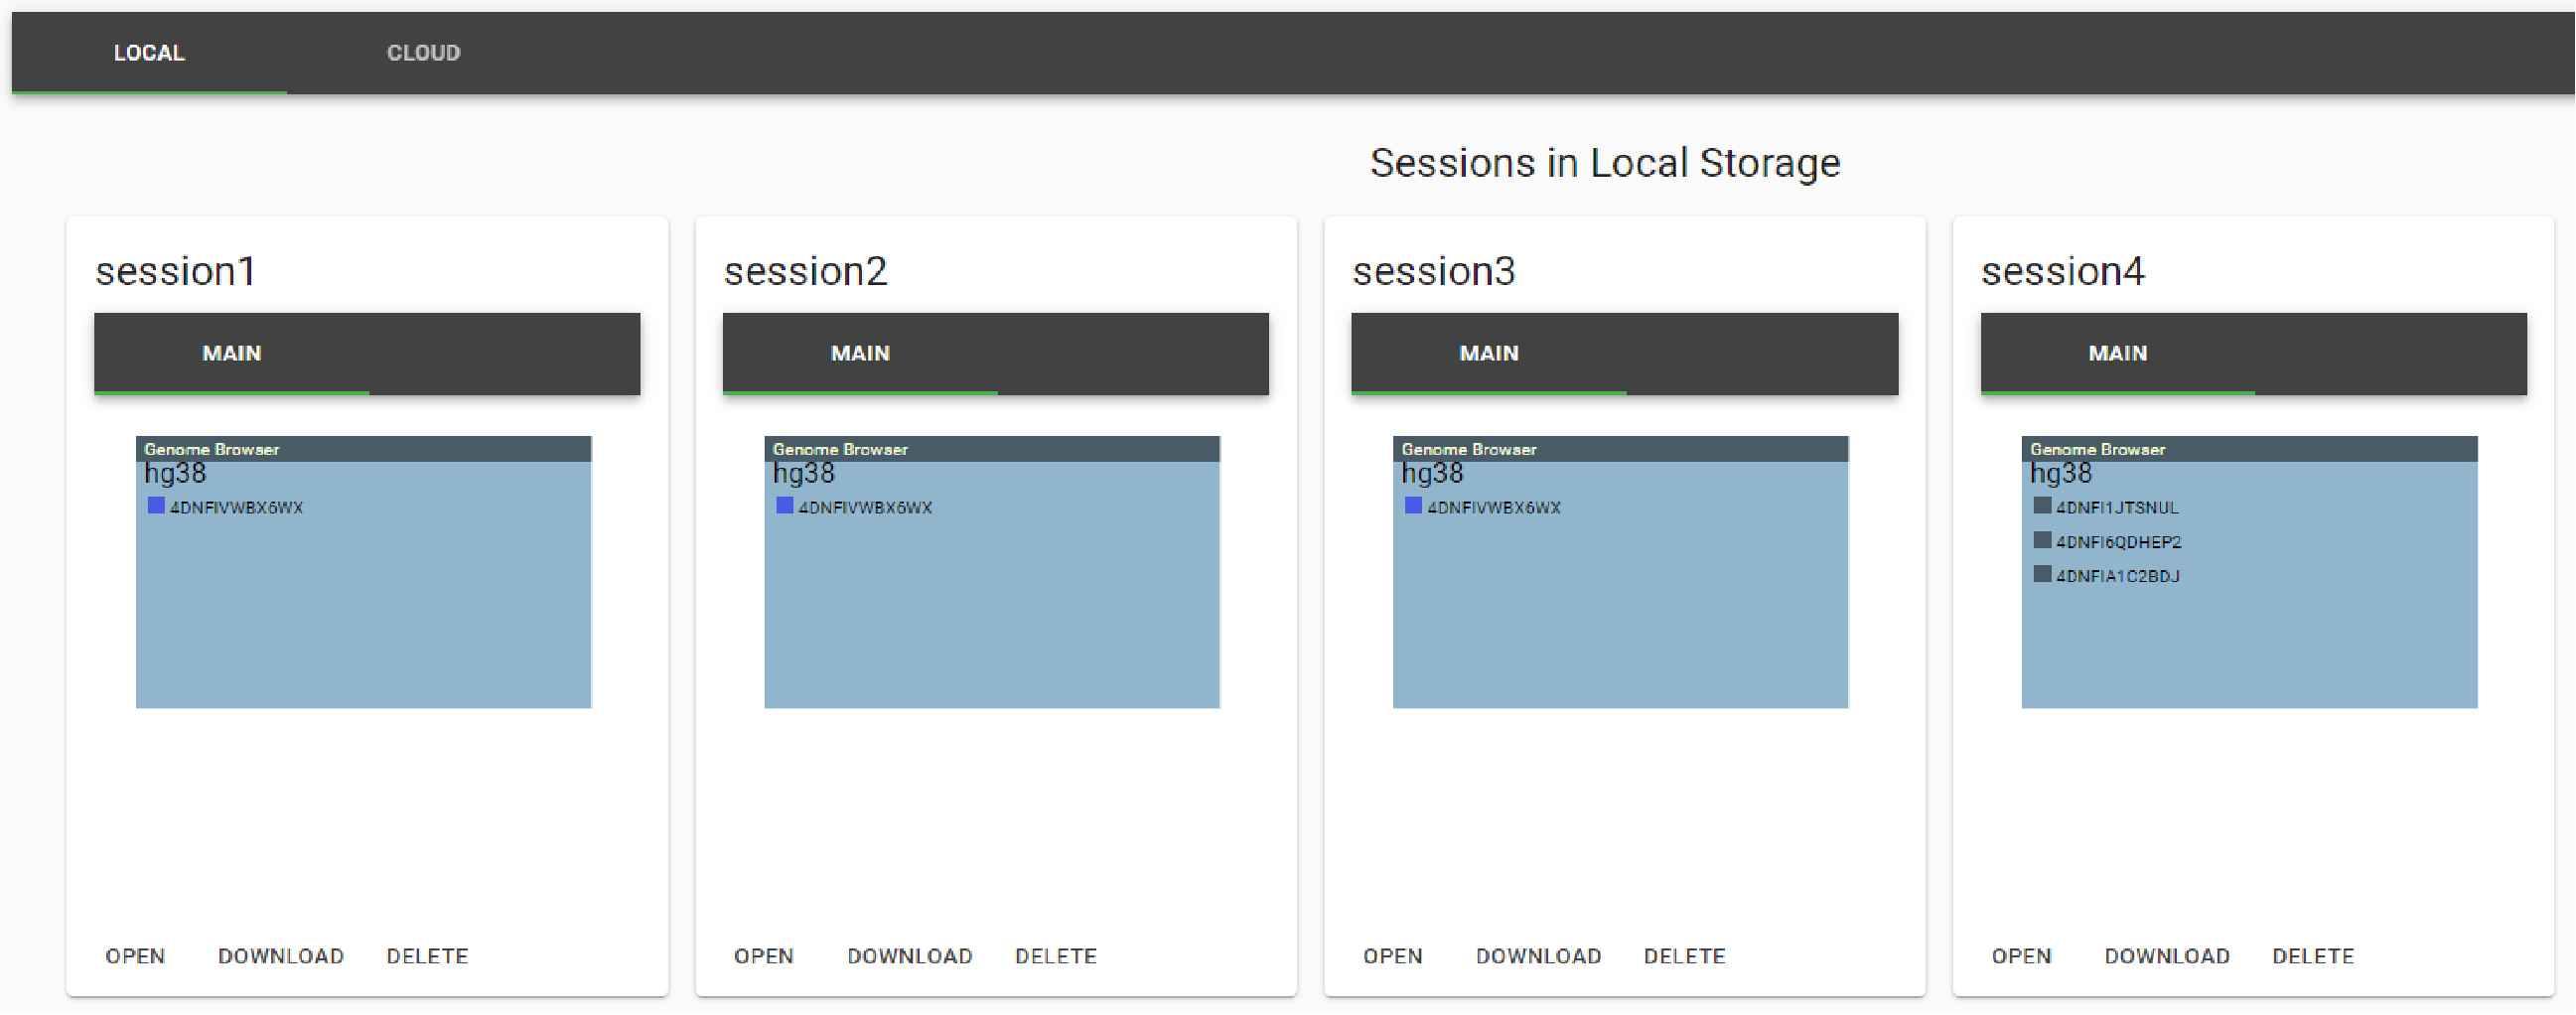 LOCAL CLOUD
Sessions in Local Storage
session1
MAIN
Genome Browser
hg38
4DNFIVWBX6WX
OPEN DOWNLOAD DELETE
session2
MAIN
Genome Browser
hg38
4DNFIVWBX6WX
OPEN DOWNLOAD DELETE
session3
MAIN
Genome Browser
hg38
4DNFIVWBX6WX
OPEN DOWNLOAD DELETE
session4
MAIN
Genome Browser
hg38
4DNFI1JTSNUL
4DNFI6QDHEP2
4DNFIA1C2BDJ
OPEN DOWNLOAD DELETE